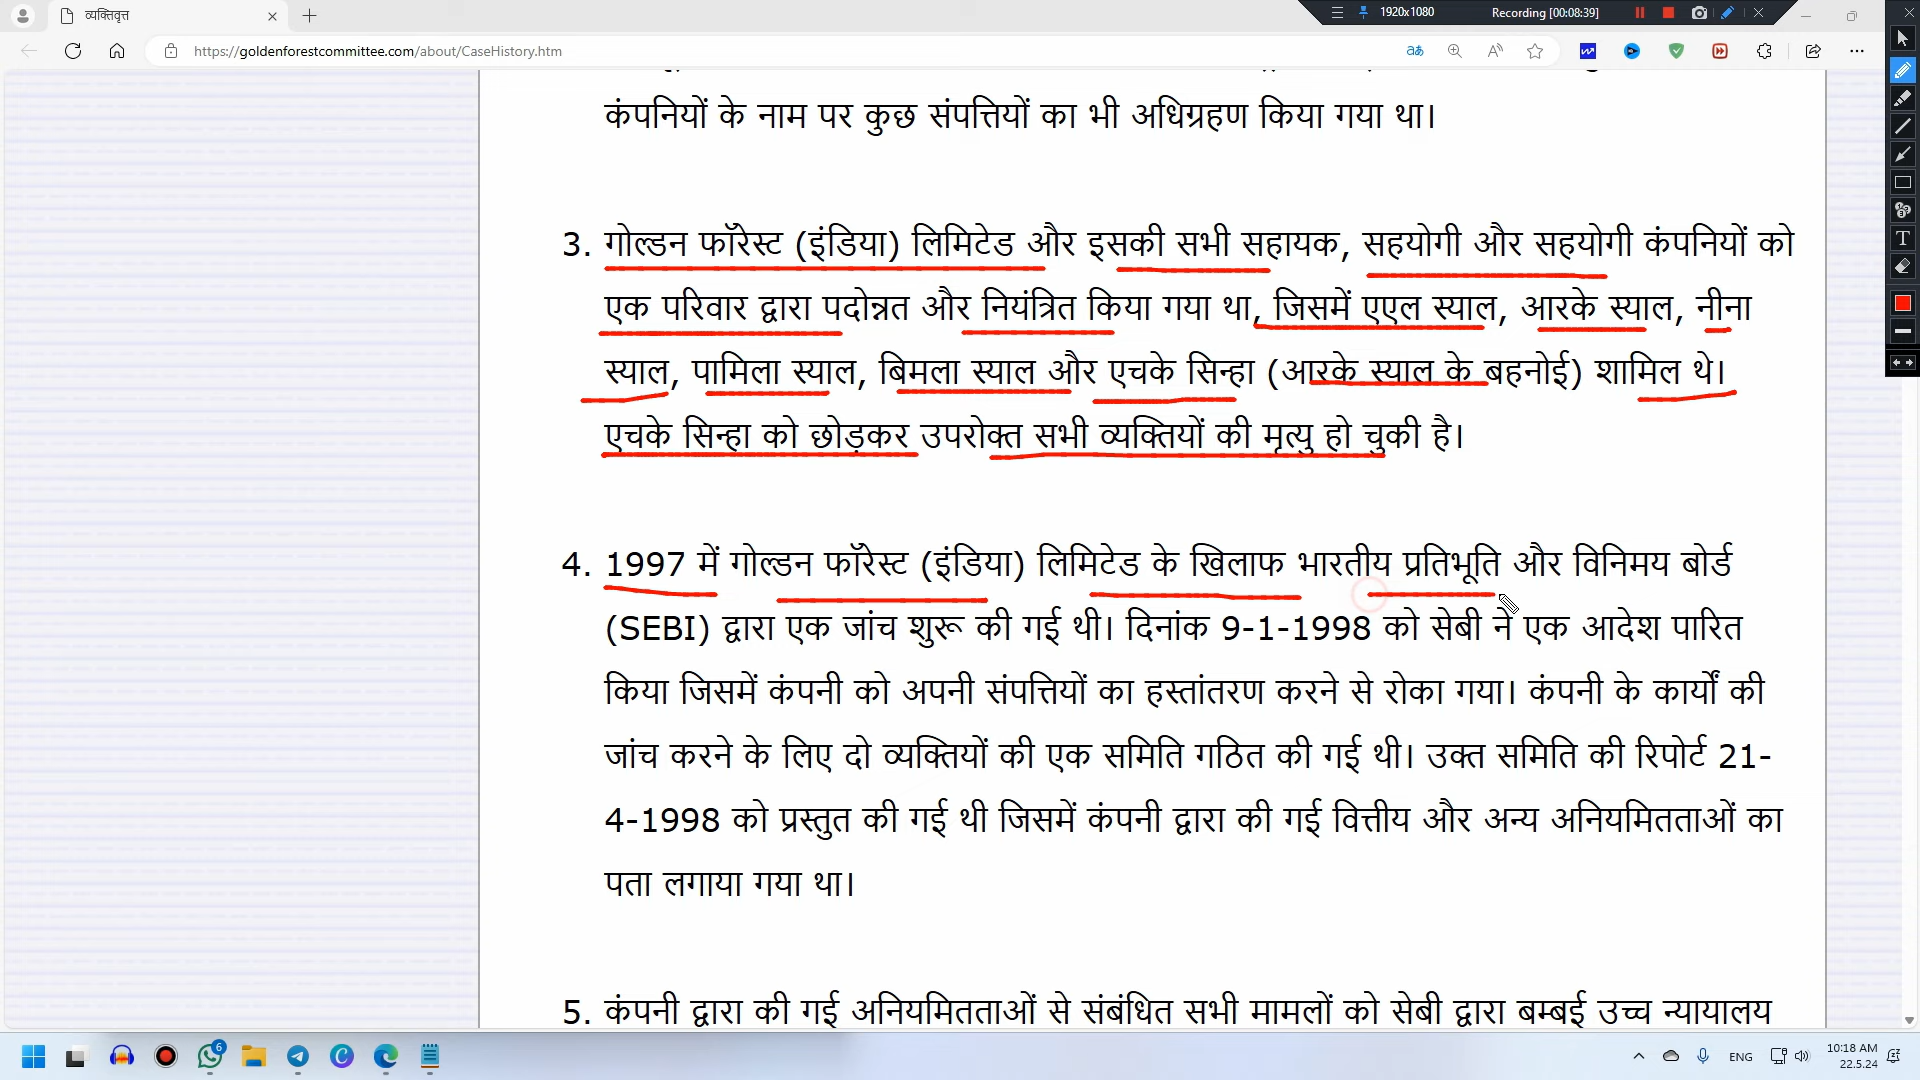 व्यक्तिवृत्त
1920x1080
Recording [00:08:39]
https://goldenforestcommittee.com/about/CaseHistory.htm
कंपनियों के नाम पर कुछ संपत्तियों का भी अधिग्रहण किया गया था।
3. गोल्डन फॉरेस्ट (इंडिया) लिमिटेड और इसकी सभी सहायक, सहयोगी और सहयोगी कंपनियों को
एक परिवार द्वारा पदोन्नत और नियंत्रित किया गया था, जिसमें एएल स्याल, आरके स्याल, नीना
स्याल, पामिला स्याल, बिमला स्याल और एचके सिन्हा (आरके स्याल के बहनोई) शामिल थे।
एचके सिन्हा को छोड़कर उपरोक्त सभी व्यक्तियों की मृत्यु हो चुकी है।
4. 1997 में गोल्डन फॉरेस्ट (इंडिया) लिमिटेड के खिलाफ भारतीय प्रतिभूति और विनिमय बोर्ड
(SEBI) द्वारा एक जांच शुरू की गई थी। दिनांक 9-1-1998 को सेबी ने एक आदेश पारित
किया जिसमें कंपनी को अपनी संपत्तियों का हस्तांतरण करने से रोका गया। कंपनी के कार्यों की
जांच करने के लिए दो व्यक्तियों की एक समिति गठित की गई थी। उक्त समिति की रिपोर्ट 21-
4-1998 को प्रस्तुत की गई थी जिसमें कंपनी द्वारा की गई वित्तीय और अन्य अनियमितताओं का
पता लगाया गया था।
5. कंपनी द्वारा की गई अनियमितताओं से संबंधित सभी मामलों को सेबी द्वारा बम्बई उच्च न्यायालय
6
ENG
10:18 AM
22.5.24